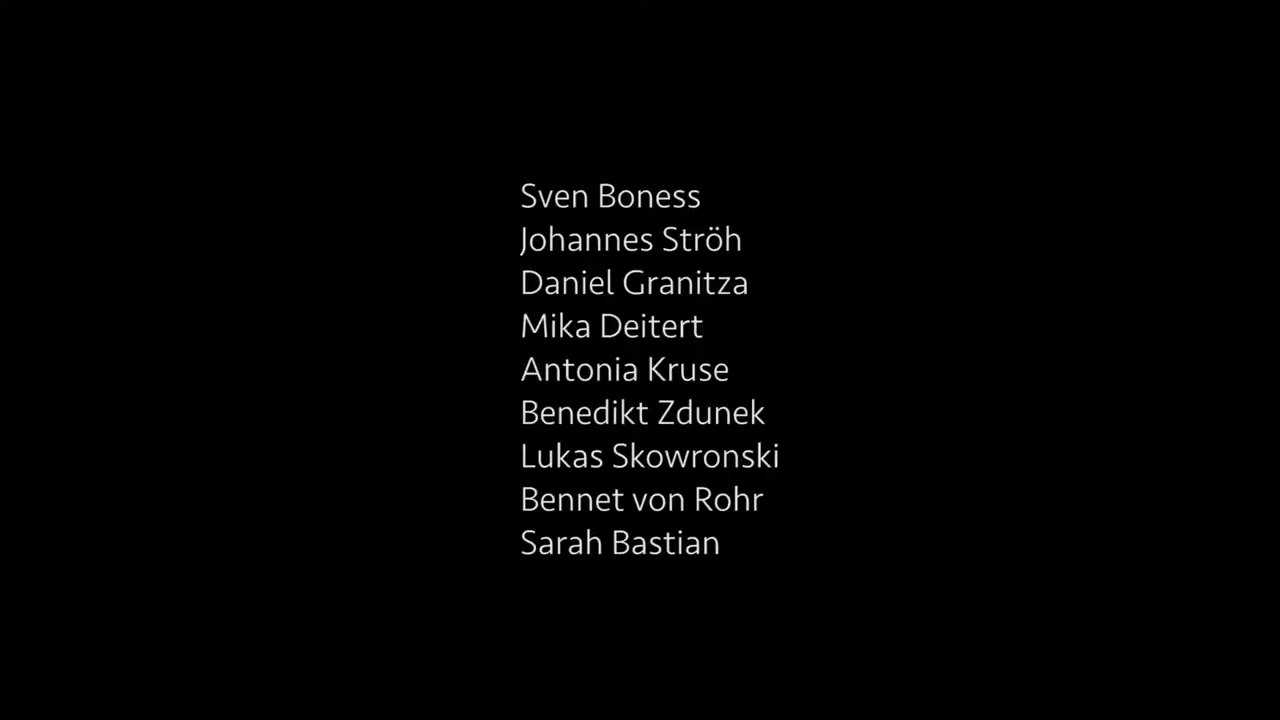 Sven Boness
Johannes Ströh
Daniel Granitza
Mika Deitert
Antonia Kruse
Benedikt Zdunek
Lukas Skowronski
Bennet von Rohr
Sarah Bastian